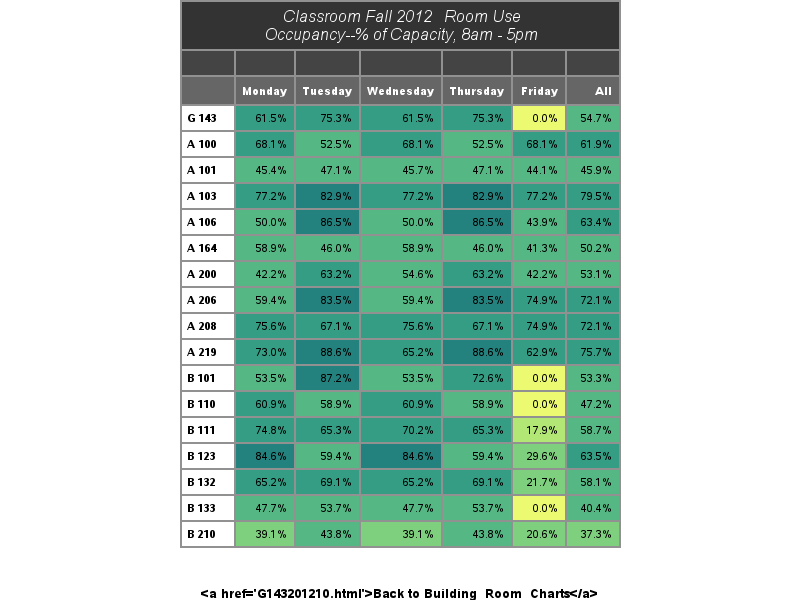 Classroom Fall 2012 Room Use
Occupancy--% of Capacity, 8am - 5pm
Monday Tuesday Wednesday Thursday Friday All
G 143 61.5% 75.3% 61.5% 75.3% 0.0% 54.7%
A 100 68.1% 52.5% 68.1% 52.5% 68.1% 61.9%
A 101 45.4% 47.1% 45.7% 47.1% 44.1% 45.9%
A 103 77.2% 82.9% 77.2% 82.9% 77.2% 79.5%
A 106 50.0% 86.5% 50.0% 86.5% 43.9% 63.4%
A 164 58.9% 46.0% 58.9% 46.0% 41.3% 50.2%
A 200 42.2% 63.2% 54.6% 63.2% 42.2% 53.1%
A 206 59.4% 83.5% 59.4% 83.5% 74.9% 72.1%
A 208 75.6% 67.1% 75.6% 67.1% 74.9% 72.1%
A 219 73.0% 88.6% 65.2% 88.6% 62.9% 75.7%
B 101 53.5% 87.2% 53.5% 72.6% 0.0% 53.3%
B 110 60.9% 58.9% 60.9% 58.9% 0.0% 47.2%
B 111 74.8% 65.3% 70.2% 65.3% 17.9% 58.7%
B 123 84.6% 59.4% 84.6% 59.4% 29.6% 63.5%
B 132 65.2% 69.1% 65.2% 69.1% 21.7% 58.1%
B 133 47.7% 53.7% 47.7% 53.7% 0.0% 40.4%
B 210 39.1% 43.8% 39.1% 43.8% 20.6% 37.3%
<a href='G143201210.html'>Back to Building_Room_Charts</a>